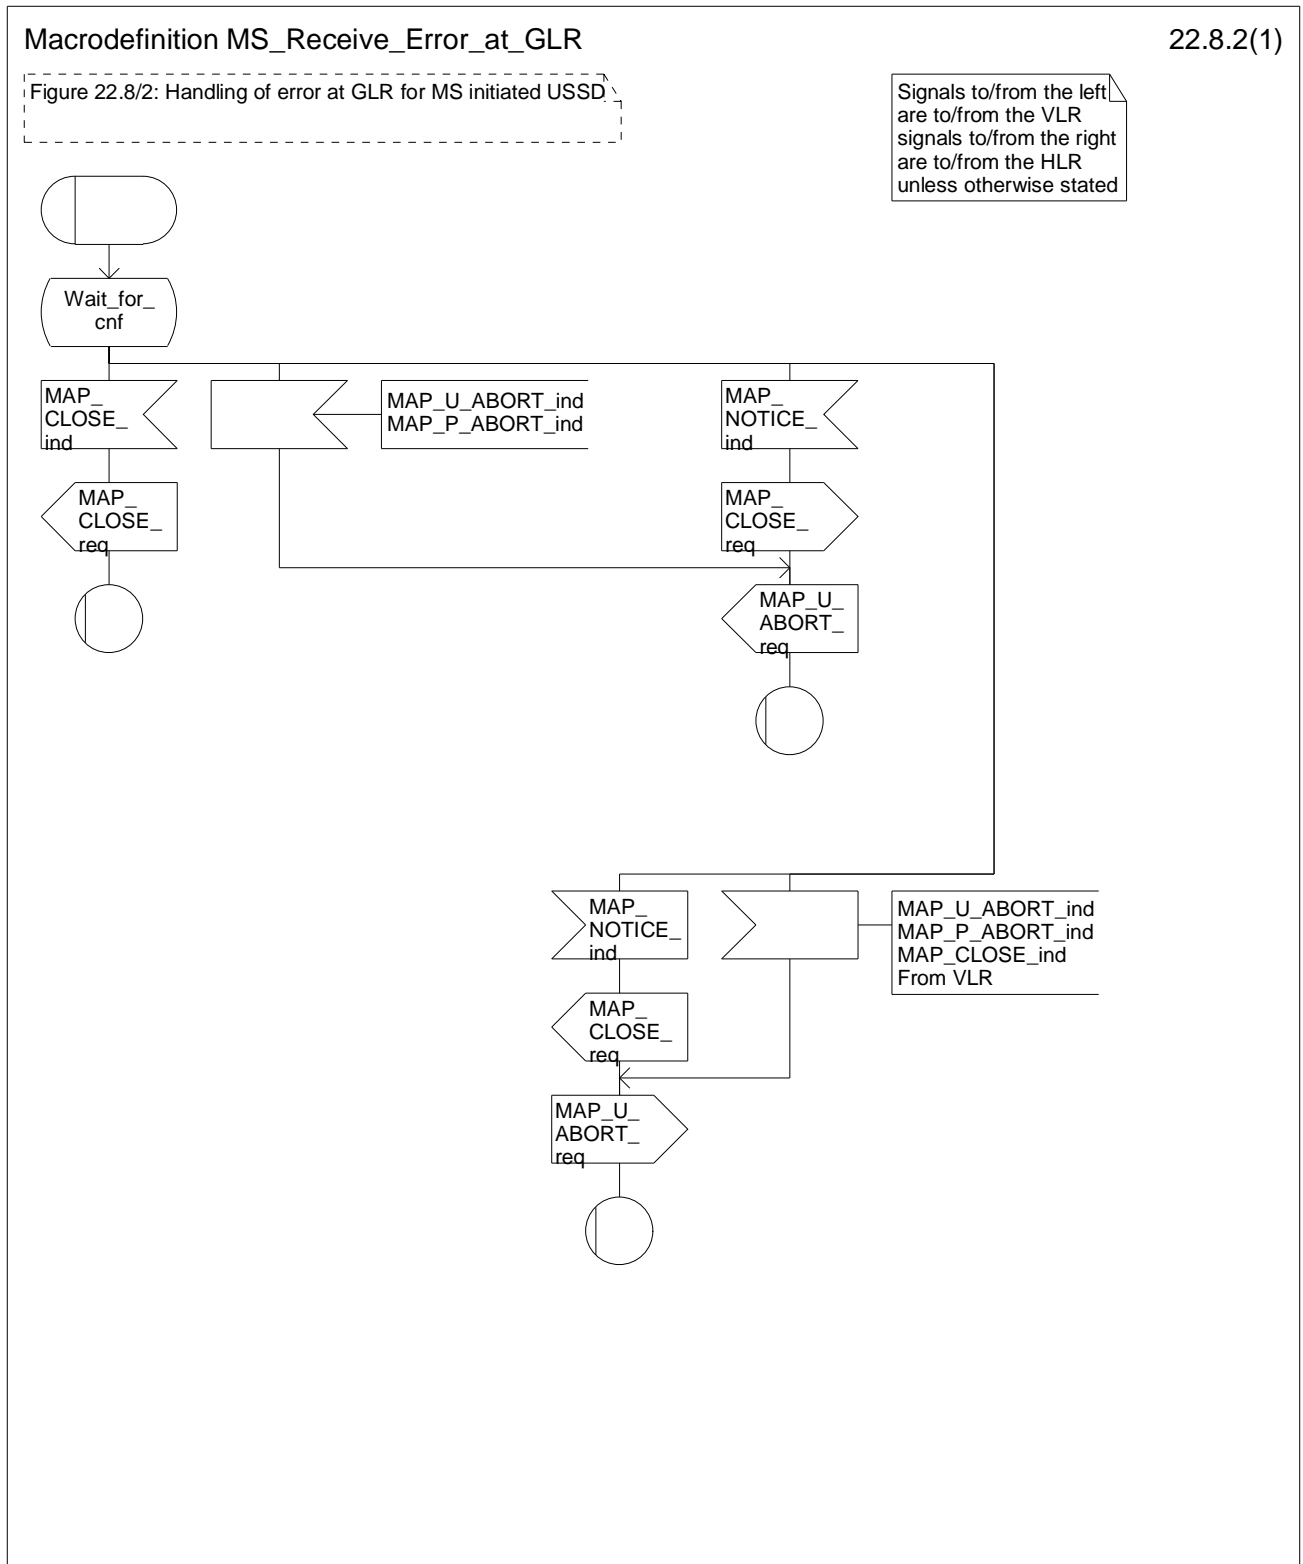 Macrodefinition MS_Receive_Error_at_GLR
22.8.2(1)
Figure 22.8/2: Handling of error at GLR for MS initiated USSD
Signals to/from the left
are to/from the VLR
signals to/from the right
are to/from the HLR
unless otherwise stated
Wait_for_
cnf
MAP_
CLOSE_
ind
MAP_U_ABORT_ind
MAP_P_ABORT_ind
MAP_
NOTICE_
ind
MAP_
CLOSE_
req
MAP_
CLOSE_
req
MAP_U_
ABORT_
req
MAP_
NOTICE_
ind
MAP_U_ABORT_ind
MAP_P_ABORT_ind
MAP_CLOSE_ind
From VLR
MAP_
CLOSE_
req
MAP_U_
ABORT_
req